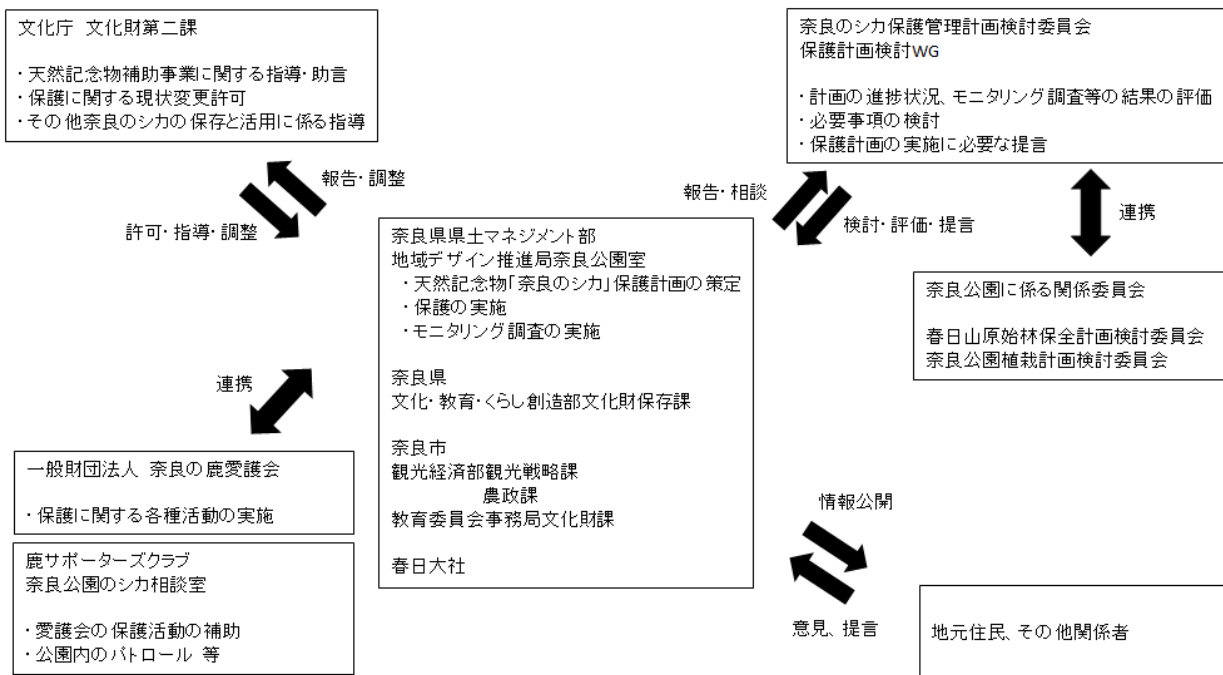 文化庁 文化財第二課
・天然記念物補助事業に関する指導・助言
・保護に関する現状変更許可
・その他奈良のシカの保存と活用に係る指導
奈良のシカ保護管理計画検討委員会
保護計画検討WG
・計画の進捗状況、モニタリング調査等の結果の評価
・必要事項の検討
・保護計画の実施に必要な提言
報告・調整
許可・指導・調整
報告・相談
検討・評価・提言
連携
奈良県県土マネジメント部
地域デザイン推進局奈良公園室
・天然記念物「奈良のシカ」保護計画の策定
・保護の実施
・モニタリング調査の実施
奈良県
文化・教育・くらし創造部文化財保存課
奈良市
観光経済部観光戦略課
農政課
教育委員会事務局文化財課
春日大社
奈良公園に係る関係委員会
春日山原始林保全計画検討委員会
奈良公園植栽計画検討委員会
連携
一般財団法人 奈良の鹿愛護会
・保護に関する各種活動の実施
鹿サポーターズクラブ
奈良公園のシカ相談室
・愛護会の保護活動の補助
・公園内のパトロール 等
情報公開
意見、提言
地元住民、その他関係者